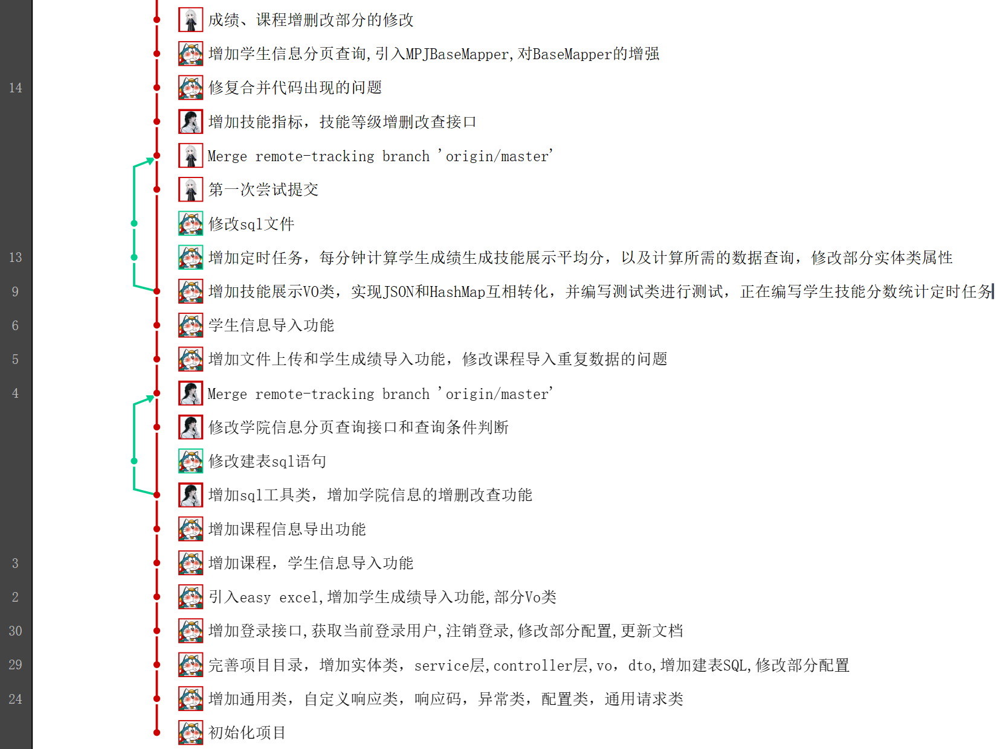 成绩、课程增删改部分的修改
增加学生信息分页查询,引入MPJBaseMapper,对BaseMapper的增强
14 修复合并代码出现的问题
增加技能指标，技能等级增删改查接口
Merge remote-tracking branch 'origin/master'
第一次尝试提交
修改sql文件
13 增加定时任务，每分钟计算学生成绩生成技能展示平均分，以及计算所需的数据查询，修改部分实体类属性
9 增加技能展示VO类，实现JSON和HashMap互相转化，并编写测试类进行测试，正在编写学生技能分数统计定时任务
6 学生信息导入功能
5 增加文件上传和学生成绩导入功能，修改课程导入重复数据的问题
4 Merge remote-tracking branch 'origin/master'
修改学院信息分页查询接口和查询条件判断
修改建表sql语句
增加sql工具类，增加学院信息的增删改查功能
增加课程信息导出功能
3 增加课程，学生信息导入功能
2 引入easy excel,增加学生成绩导入功能,部分Vo类
30 增加登录接口,获取当前登录用户,注销登录,修改部分配置,更新文档
29 完善项目目录，增加实体类，service层,controller层,vo，dto,增加建表SQL,修改部分配置
24 增加通用类，自定义响应类，响应码，异常类，配置类，通用请求类
初始化项目